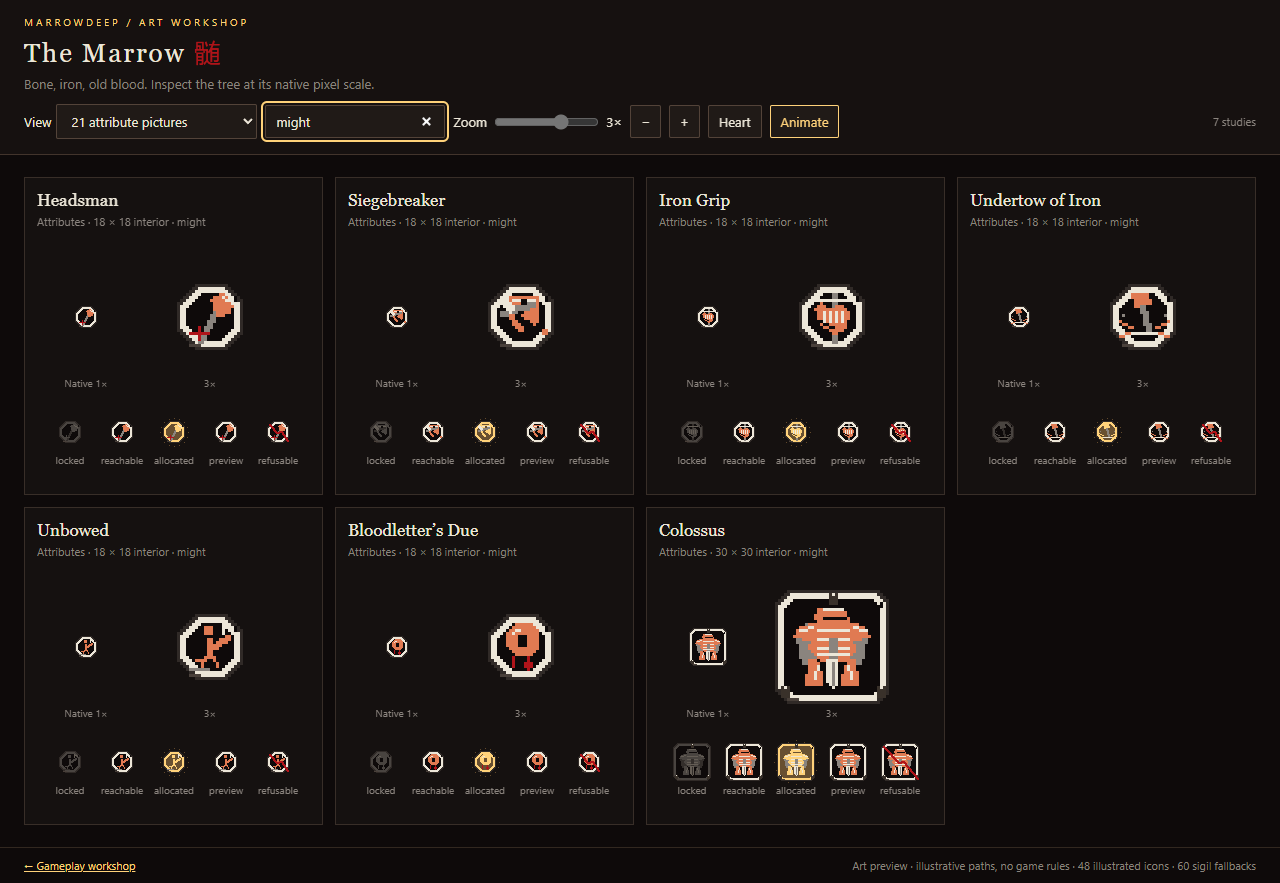 MARROWDEEP / ART WORKSHOP
The Marrow 髄
Bone, iron, old blood. Inspect the tree at its native pixel scale.
View 21 attribute pictures might × Zoom 3× − + Heart Animate 7 studies
Headsman
Attributes · 18 × 18 interior · might
Native 1× 3×
locked reachable allocated preview refusable
Siegebreaker
Attributes · 18 × 18 interior · might
Native 1× 3×
locked reachable allocated preview refusable
Iron Grip
Attributes · 18 × 18 interior · might
Native 1× 3×
locked reachable allocated preview refusable
Undertow of Iron
Attributes · 18 × 18 interior · might
Native 1× 3×
locked reachable allocated preview refusable
Unbowed
Attributes · 18 × 18 interior · might
Native 1× 3×
locked reachable allocated preview refusable
Bloodletter’s Due
Attributes · 18 × 18 interior · might
Native 1× 3×
locked reachable allocated preview refusable
Colossus
Attributes · 30 × 30 interior · might
Native 1× 3×
locked reachable allocated preview refusable
← Gameplay workshop
Art preview · illustrative paths, no game rules · 48 illustrated icons · 60 sigil fallbacks